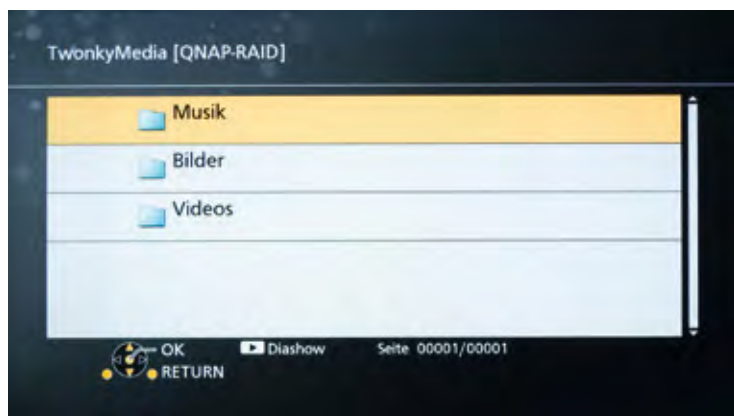 TwonkyMedia [QNAP-RAID]
Musik
Bilder
Videos
OK
Diashow
Seite 00001/00001
RETURN